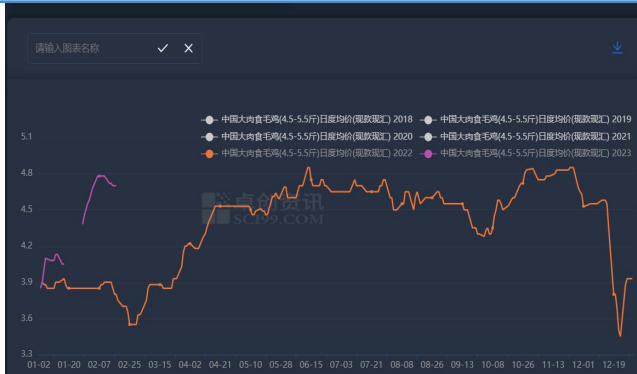 请输入图表名称
中国大肉食毛鸡(4.5-5.5斤)日度均价(现款现汇) 2018 中国大肉食毛鸡(4.5-5.5斤)日度均价(现款现汇) 2019
中国大肉食毛鸡(4.5-5.5斤)日度均价(现款现汇) 2020 中国大肉食毛鸡(4.5-5.5斤)日度均价(现款现汇) 2021
中国大肉食毛鸡(4.5-5.5斤)日度均价(现款现汇) 2022 中国大肉食毛鸡(4.5-5.5斤)日度均价(现款现汇) 2023
5.1
4.8
4.5
卓创资讯
SCI99.COM
4.2
3.9
3.6
3.3
01-02 01-20 02-07 02-25 03-15 04-02 04-21 05-10 05-28 06-15 07-03 07-21 08-08 08-26 09-13 10-08 10-26 11-13 12-01 12-19